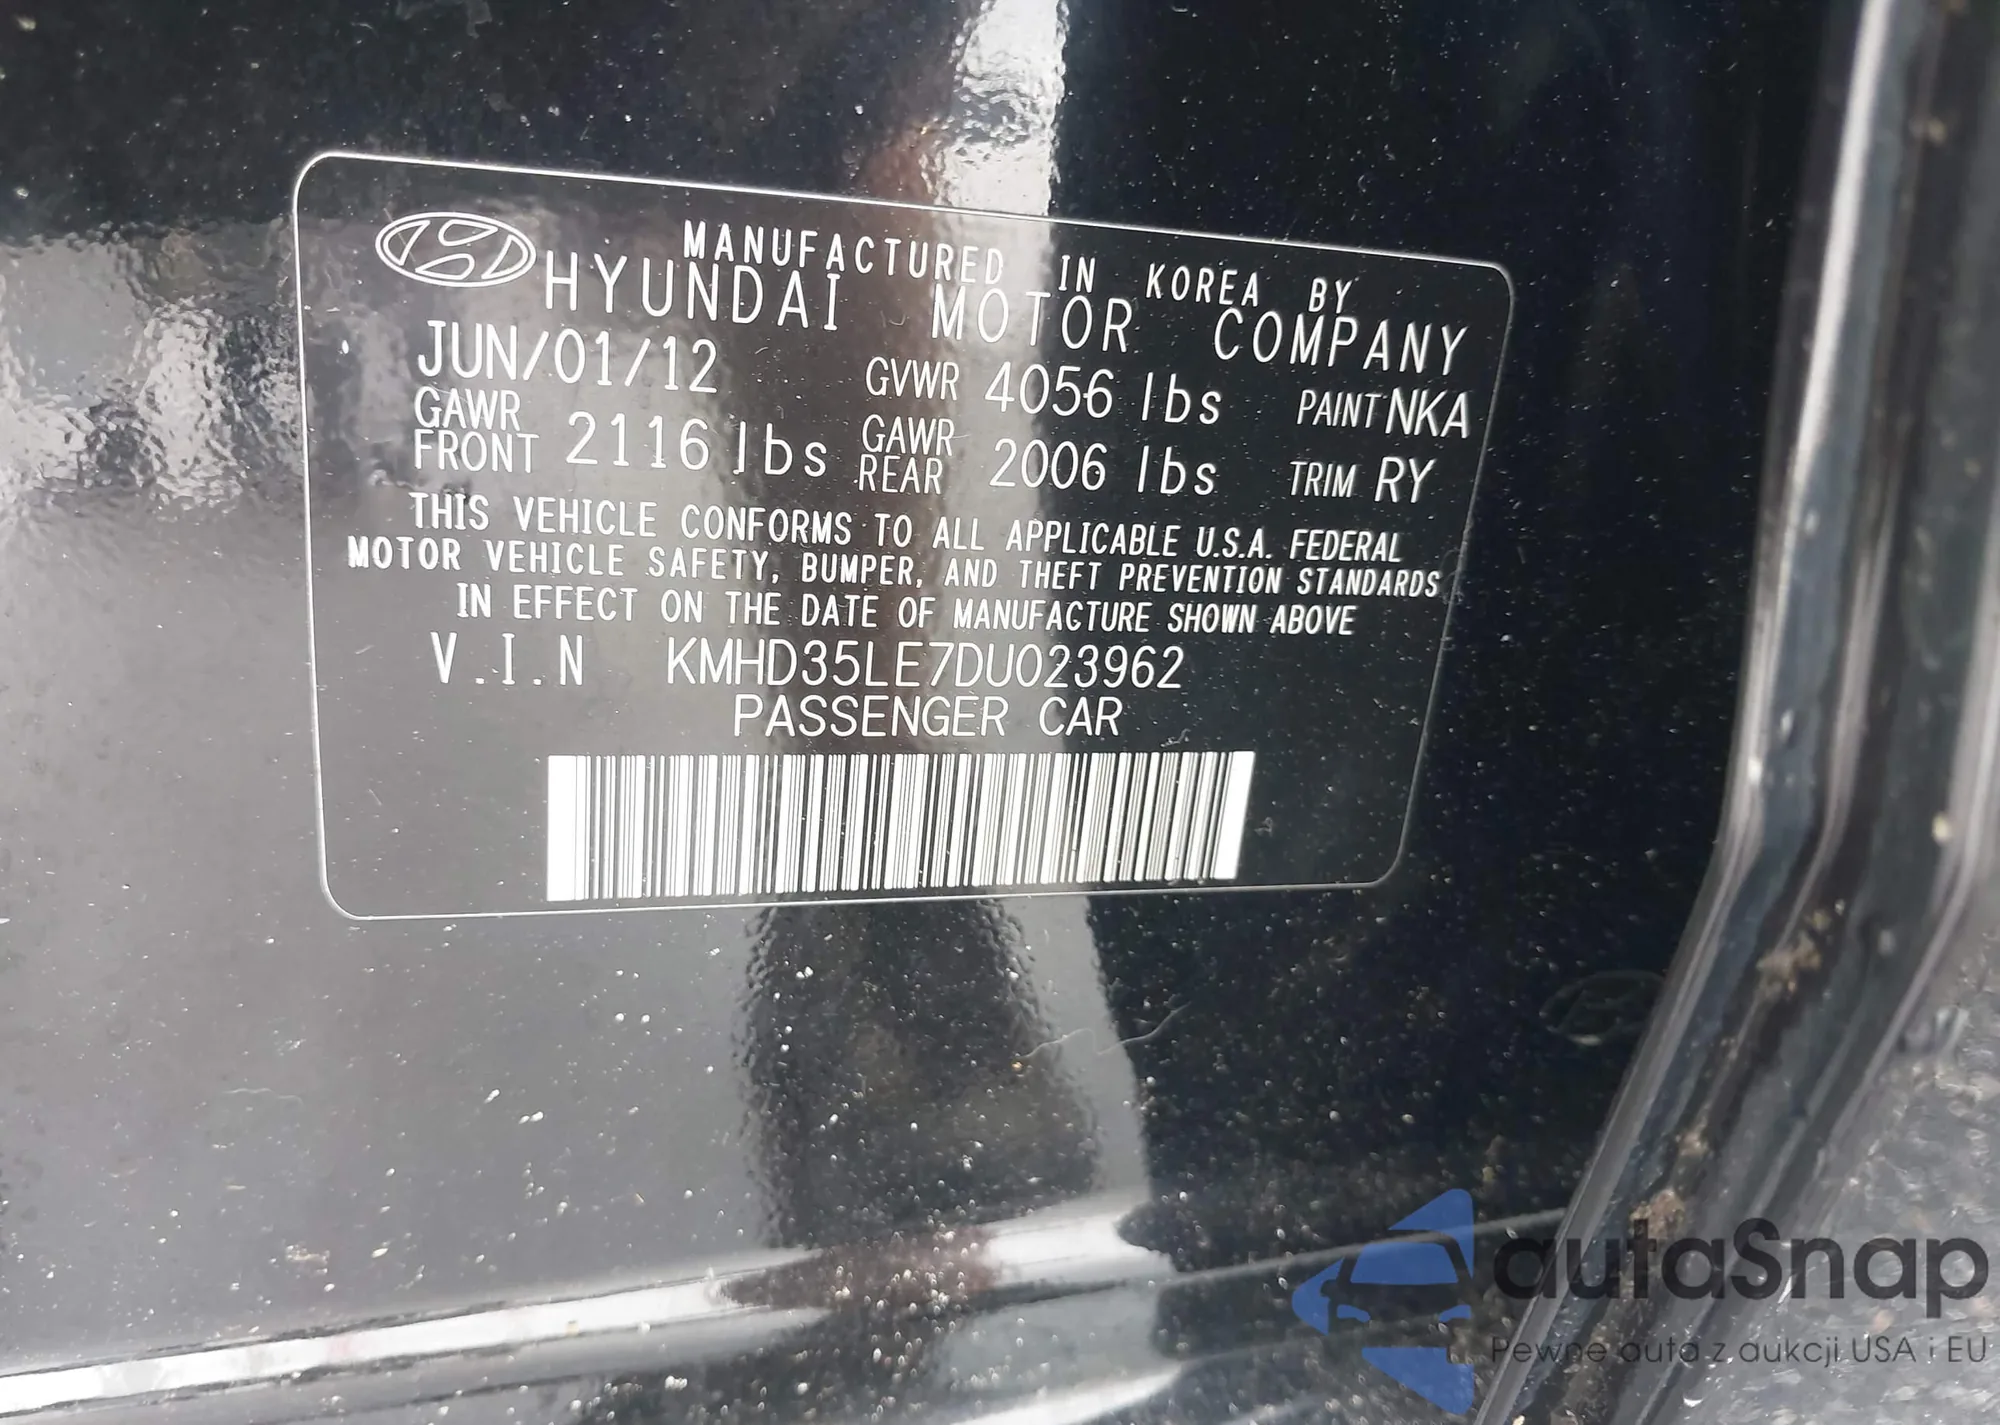 MANUFACTURED IN KOREA BY
HYUNDAI MOTOR COMPANY
JUN/01/12 GVWR 4056 lbs PAINT NKA
GAWR FRONT 2116 lbs GAWR REAR 2006 lbs TRIM RY
THIS VEHICLE CONFORMS TO ALL APPLICABLE U.S.A. FEDERAL
MOTOR VEHICLE SAFETY, BUMPER, AND THEFT PREVENTION STANDARDS
IN EFFECT ON THE DATE OF MANUFACTURE SHOWN ABOVE
V.I.N KMHD35LE7DU023962
PASSENGER CAR
autaSnap
Pewne auta z aukcji USA i EU